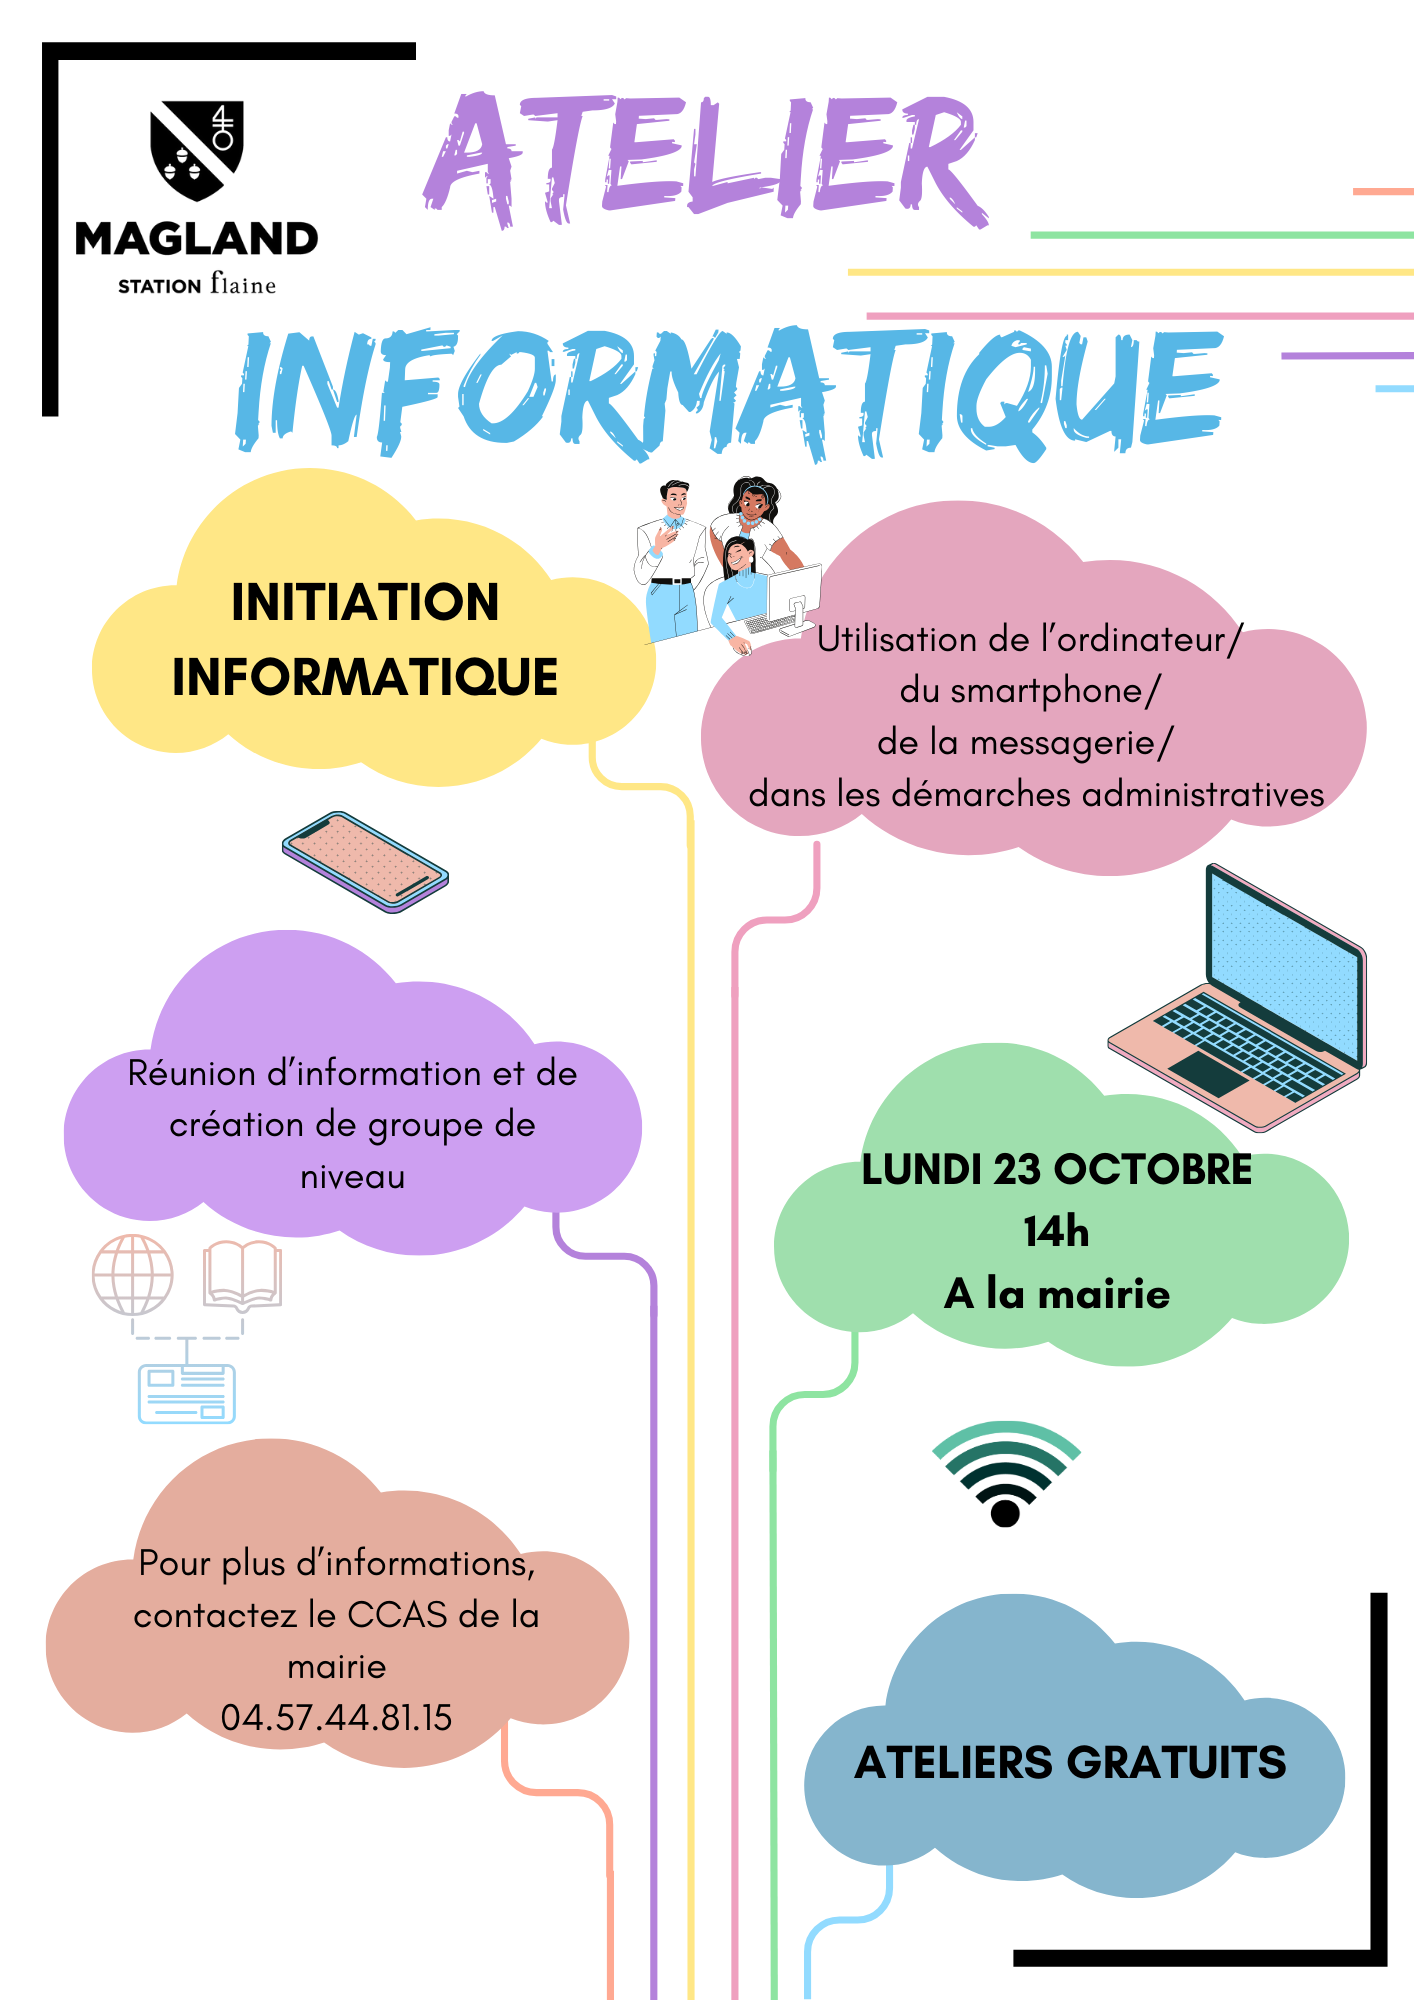 MAGLAND
STATION flaine
ATELIER
INFORMATIQUE
INITIATION
INFORMATIQUE
Utilisation de l’ordinateur/
du smartphone/
de la messagerie/
dans les démarches administratives
Réunion d’information et de
création de groupe de
niveau
LUNDI 23 OCTOBRE
14h
A la mairie
Pour plus d’informations,
contactez le CCAS de la
mairie
04.57.44.81.15
ATELIERS GRATUITS